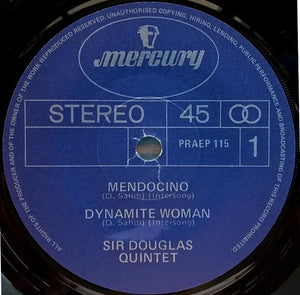 ALL RIGHTS OF THE PRODUCER AND OF THE OWNER OF THE WORK REPRODUCED RESERVED. UNAUTHORISED COPYING, HIRING, LENDING, PUBLIC PERFORMANCE AND BROADCASTING OF THIS RECORD PROHIBITED.
mercury
STEREO 45
PRAEP 115 1
MENDOCINO
(D. Sahm) (Intersong)
DYNAMITE WOMAN
(D. Sahm) (Intersong)
SIR DOUGLAS
QUINTET